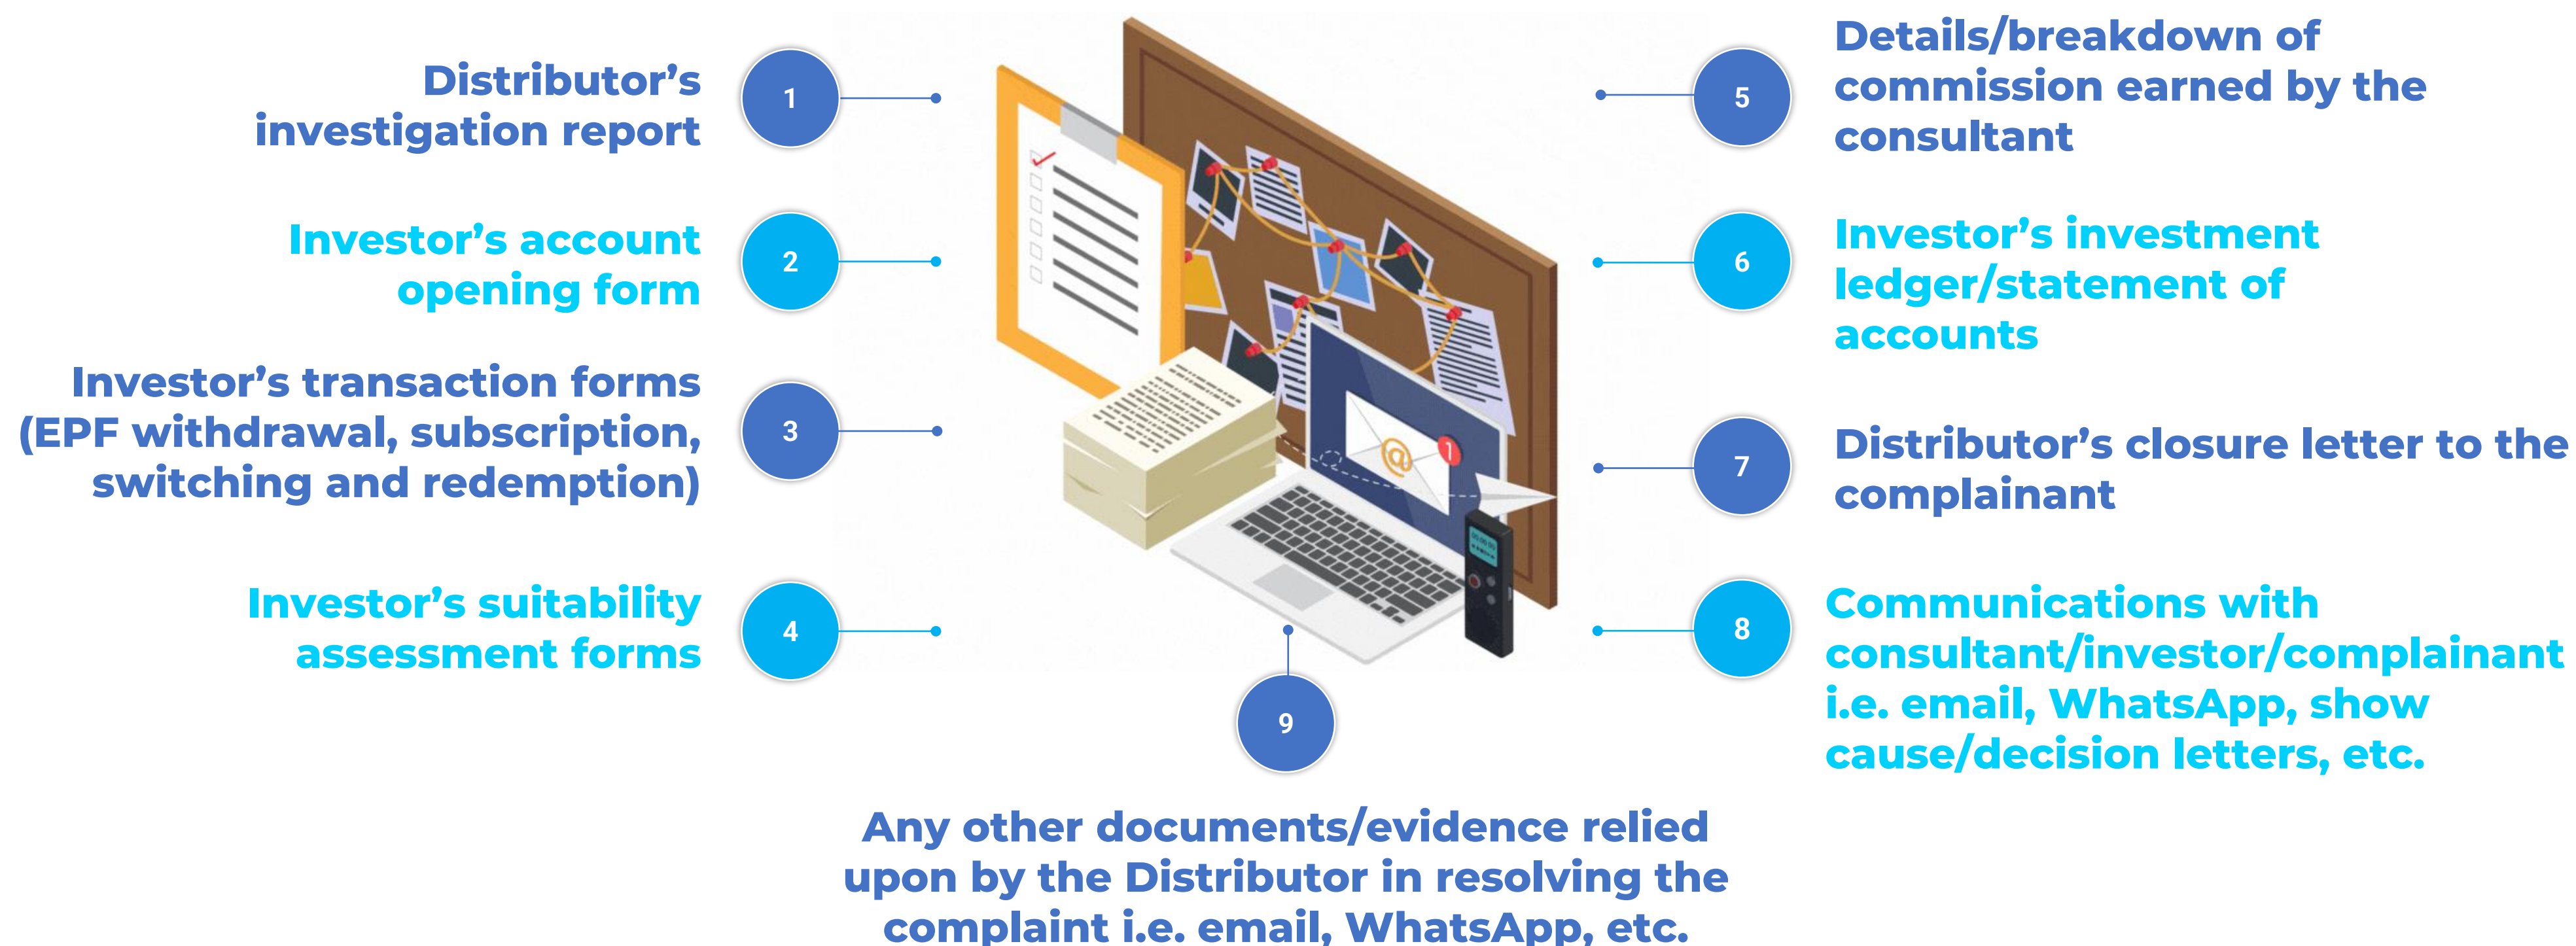 1
Distributor’s
investigation report
2
Investor’s account
opening form
3
Investor’s transaction forms
(EPF withdrawal, subscription,
switching and redemption)
4
Investor’s suitability
assessment forms
5
Details/breakdown of
commission earned by the
consultant
6
Investor’s investment
ledger/statement of
accounts
7
Distributor’s closure letter to the
complainant
8
Communications with
consultant/investor/complainant
i.e. email, WhatsApp, show
cause/decision letters, etc.
@
1
00:00:00
9
Any other documents/evidence relied
upon by the Distributor in resolving the
complaint i.e. email, WhatsApp, etc.